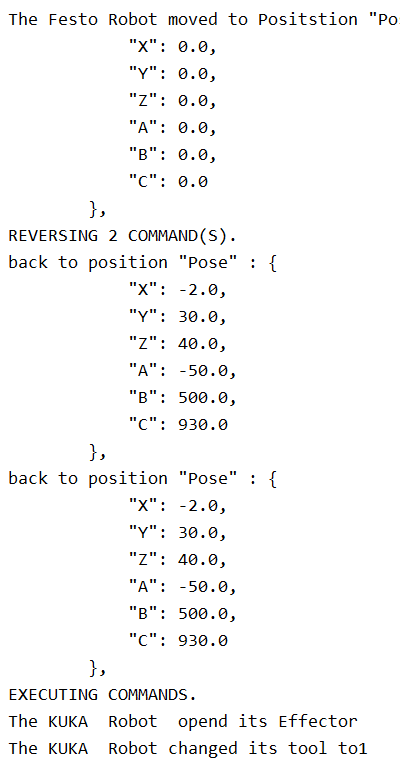 The Festo Robot moved to Positstion "Po
"X": 0.0,
"Y": 0.0,
"Z": 0.0,
"A": 0.0,
"B": 0.0,
"C": 0.0
},
REVERSING 2 COMMAND(S).
back to position "Pose" : {
"X": -2.0,
"Y": 30.0,
"Z": 40.0,
"A": -50.0,
"B": 500.0,
"C": 930.0
},
back to position "Pose" : {
"X": -2.0,
"Y": 30.0,
"Z": 40.0,
"A": -50.0,
"B": 500.0,
"C": 930.0
},
EXECUTING COMMANDS.
The KUKA  Robot  opend its Effector
The KUKA  Robot changed its tool to1